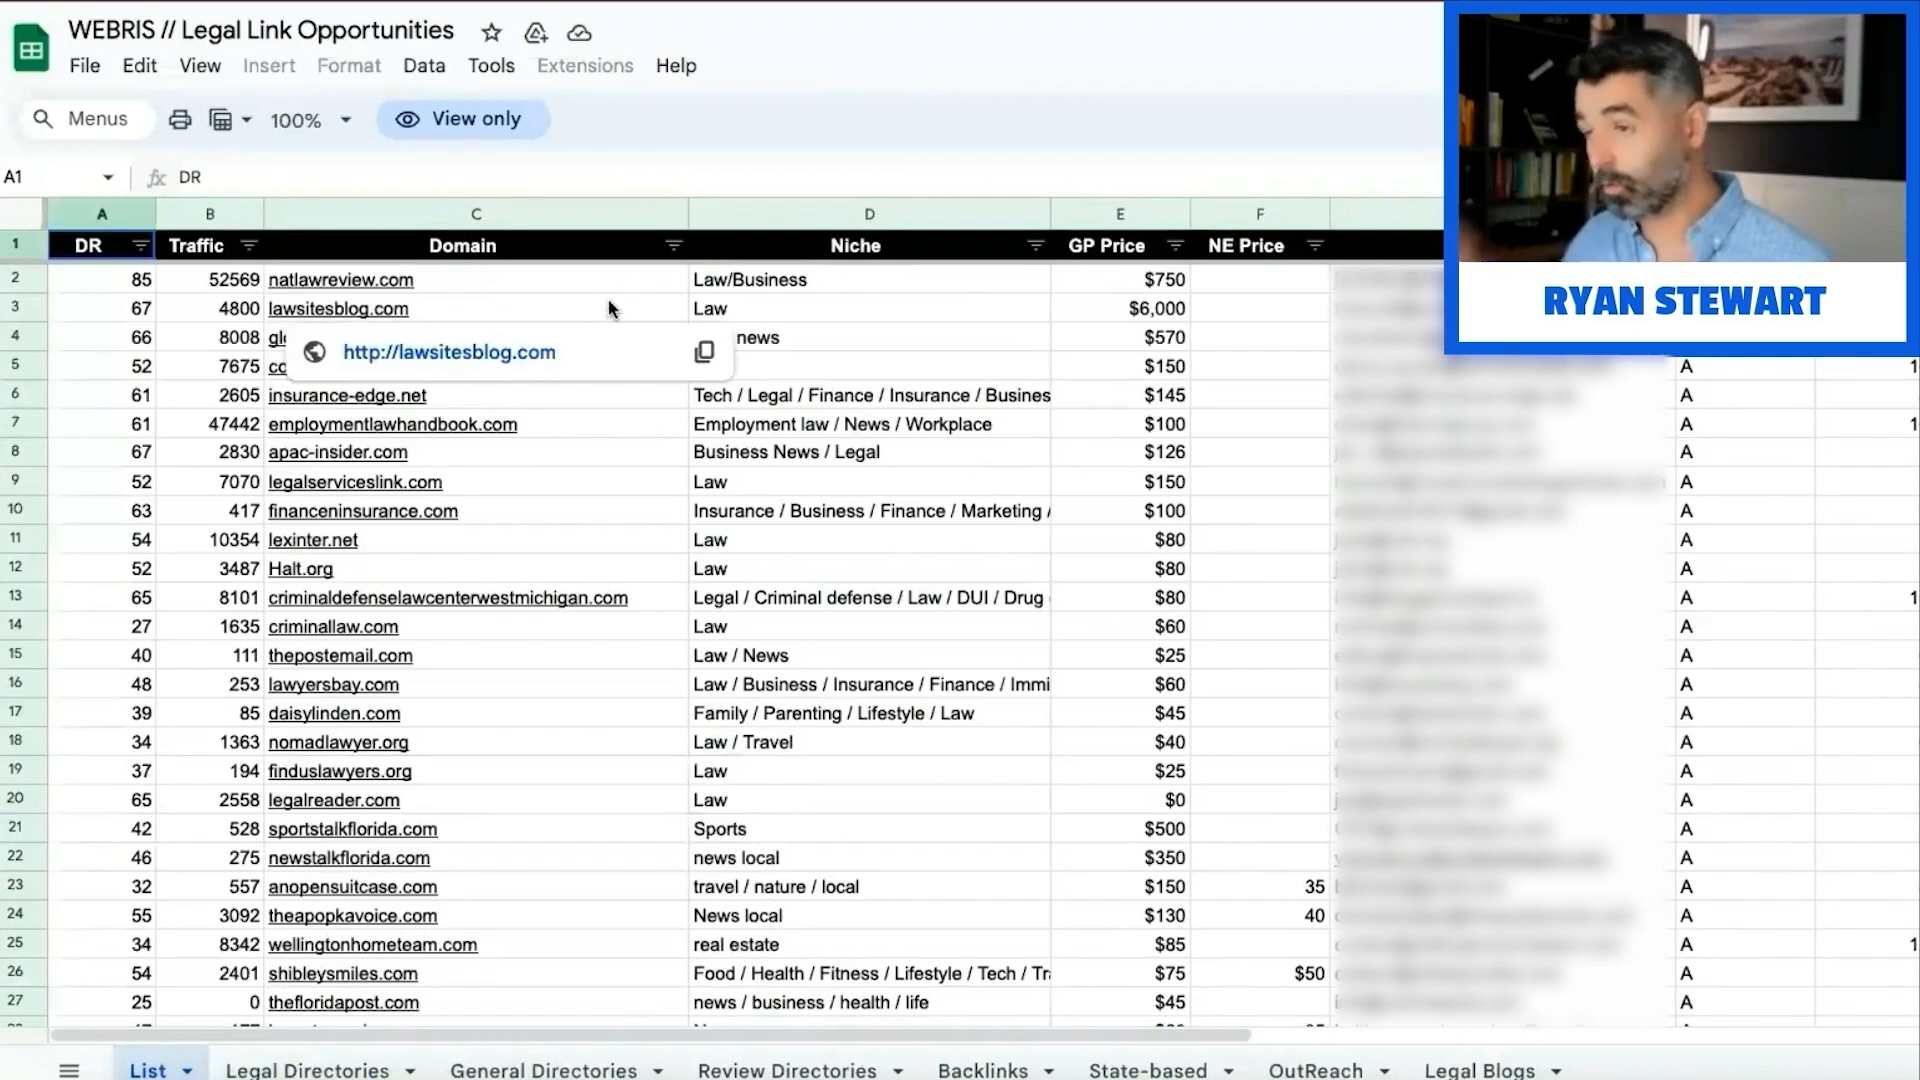 WEBRIS // Legal Link Opportunities
File Edit View Insert Format Data Tools Extensions Help
Menus 100% View only
A1 fx DR
A B C D E F
1 DR Traffic Domain Niche GP Price NE Price
2 85 52569 natlawreview.com Law/Business $750
3 67 4800 lawsitesblog.com Law $6,000
4 66 8008 news $570
http://lawsitesblog.com
5 52 7675 $150 A
6 61 2605 insurance-edge.net Tech / Legal / Finance / Insurance / Busines $145 A
7 61 47442 employmentlawhandbook.com Employment law / News / Workplace $100 A
8 67 2830 apac-insider.com Business News / Legal $126 A
9 52 7070 legalserviceslink.com Law $150 A
10 63 417 financeninsurance.com Insurance / Business / Finance / Marketing / $100 A
11 54 10354 lexinter.net Law $80 A
12 52 3487 Halt.org Law $80 A
13 65 8101 criminaldefenselawcenterwestmichigan.com Legal / Criminal defense / Law / DUI / Drug $80 A
14 27 1635 criminallaw.com Law $60 A
15 40 111 thepostemail.com Law / News $25 A
16 48 253 lawyersbay.com Law / Business / Insurance / Finance / Immi $60 A
17 39 85 daisylinden.com Family / Parenting / Lifestyle / Law $45 A
18 34 1363 nomadlawyer.org Law / Travel $40 A
19 37 194 finduslawyers.org Law $25 A
20 65 2558 legalreader.com Law $0 A
21 42 528 sportstalkflorida.com Sports $500 A
22 46 275 newstalkflorida.com news local $350 A
23 32 557 anopensuitcase.com travel / nature / local $150 35 A
24 55 3092 theapopkavoice.com News local $130 40 A
25 34 8342 wellingtonhometeam.com real estate $85 A
26 54 2401 shibleysmiles.com Food / Health / Fitness / Lifestyle / Tech / Tr $75 $50 A
27 25 0 thefloridapost.com news / business / health / life $45 A
List Legal Directories General Directories Review Directories Backlinks State-based OutReach Legal Blogs
RYAN STEWART